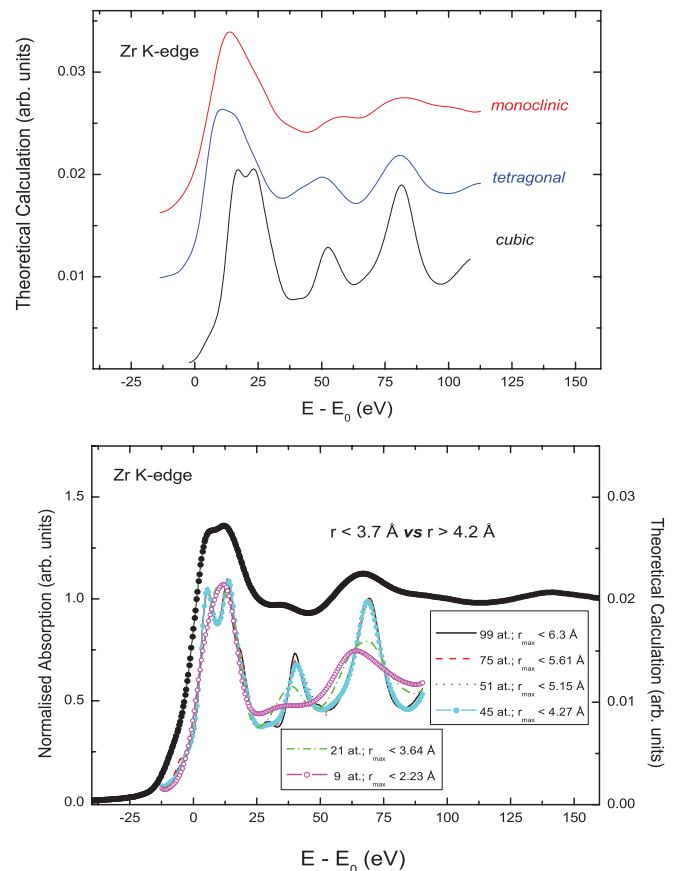 Zr K-edge
monoclinic
tetragonal
cubic
Theoretical Calculation (arb. units)
0.03
0.02
0.01
-25 0 25 50 75 100 125 150
E - E0 (eV)
Zr K-edge
r < 3.7 Å vs r > 4.2 Å
Normalised Absorption (arb. units)
1.5
1.0
0.5
0.0
Theoretical Calculation (arb. units)
0.03
0.02
0.01
0.00
99 at.; rmax < 6.3 Å
75 at.; rmax < 5.61 Å
51 at.; rmax < 5.15 Å
45 at.; rmax < 4.27 Å
21 at.; rmax < 3.64 Å
9 at.; rmax < 2.23 Å
-25 0 25 50 75 100 125 150
E - E0 (eV)